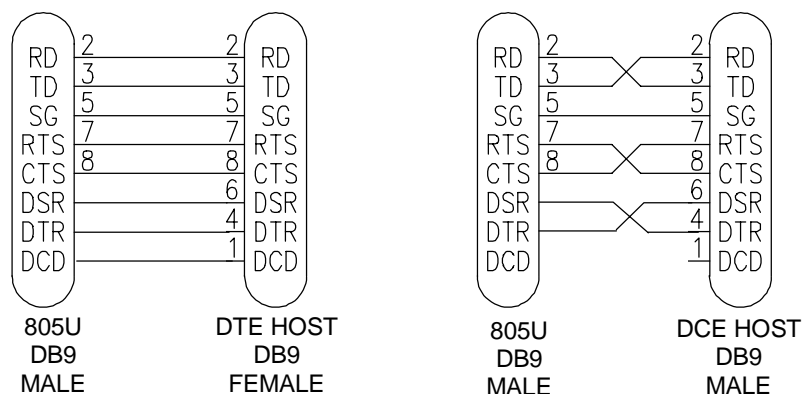 RD 2 2 RD
TD 3 3 TD
SG 5 5 SG
RTS 7 7 RTS
CTS 8 8 CTS
DSR 6 DSR
DTR 4 DTR
DCD 1 DCD
805U DTE HOST
DB9 DB9
MALE FEMALE
RD 2 2 RD
TD 3 3 TD
SG 5 5 SG
RTS 7 7 RTS
CTS 8 8 CTS
DSR 6 DSR
DTR 4 DTR
DCD 1 DCD
805U DCE HOST
DB9 DB9
MALE MALE